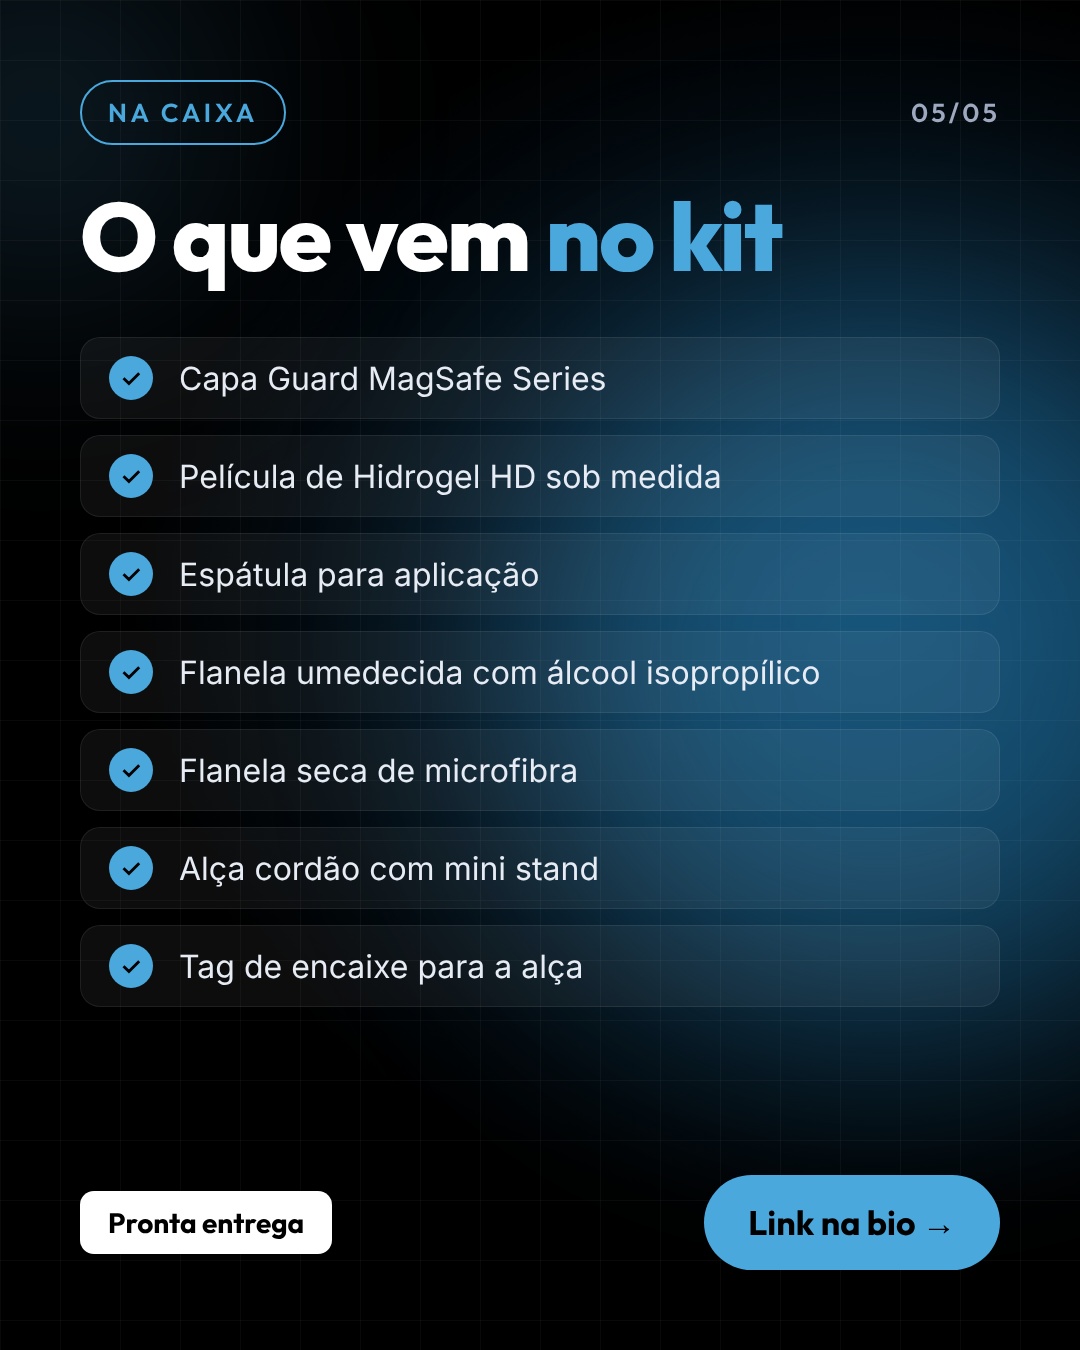 NA CAIXA
05/05
O que vem no kit
Capa Guard MagSafe Series
Película de Hidrogel HD sob medida
Espátula para aplicação
Flanela umedecida com álcool isopropílico
Flanela seca de microfibra
Alça cordão com mini stand
Tag de encaixe para a alça
Pronta entrega
Link na bio →